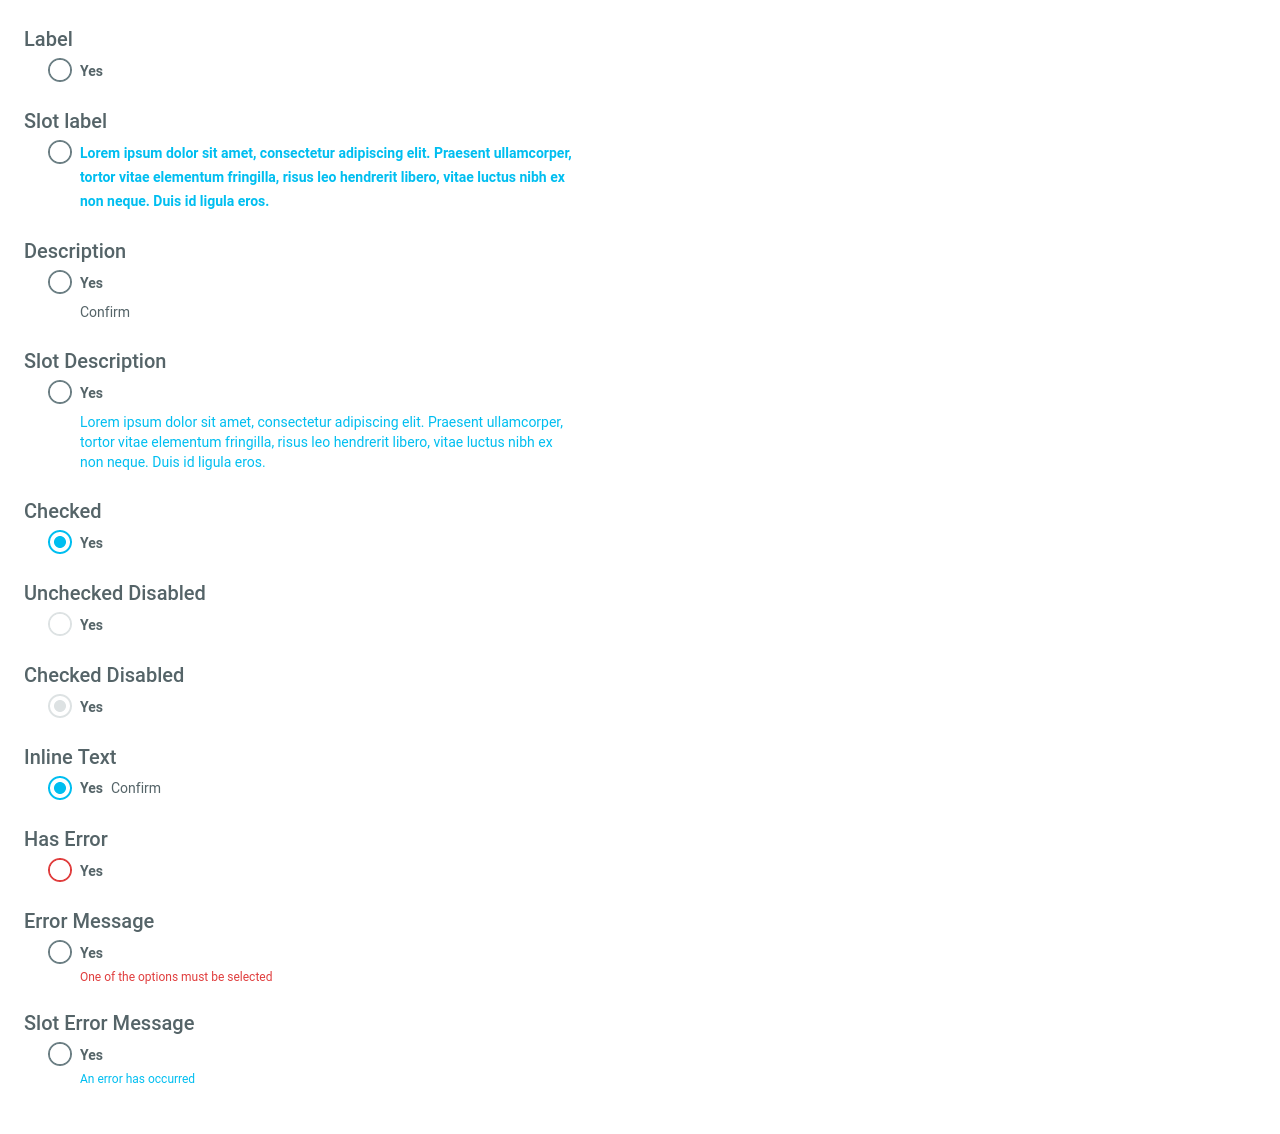 Label
Yes
Slot label
Lorem ipsum dolor sit amet, consectetur adipiscing elit. Praesent ullamcorper,
tortor vitae elementum fringilla, risus leo hendrerit libero, vitae luctus nibh ex
non neque. Duis id ligula eros.
Description
Yes
Confirm
Slot Description
Yes
Lorem ipsum dolor sit amet, consectetur adipiscing elit. Praesent ullamcorper,
tortor vitae elementum fringilla, risus leo hendrerit libero, vitae luctus nibh ex
non neque. Duis id ligula eros.
Checked
Yes
Unchecked Disabled
Yes
Checked Disabled
Yes
Inline Text
Yes Confirm
Has Error
Yes
Error Message
Yes
One of the options must be selected
Slot Error Message
Yes
An error has occurred